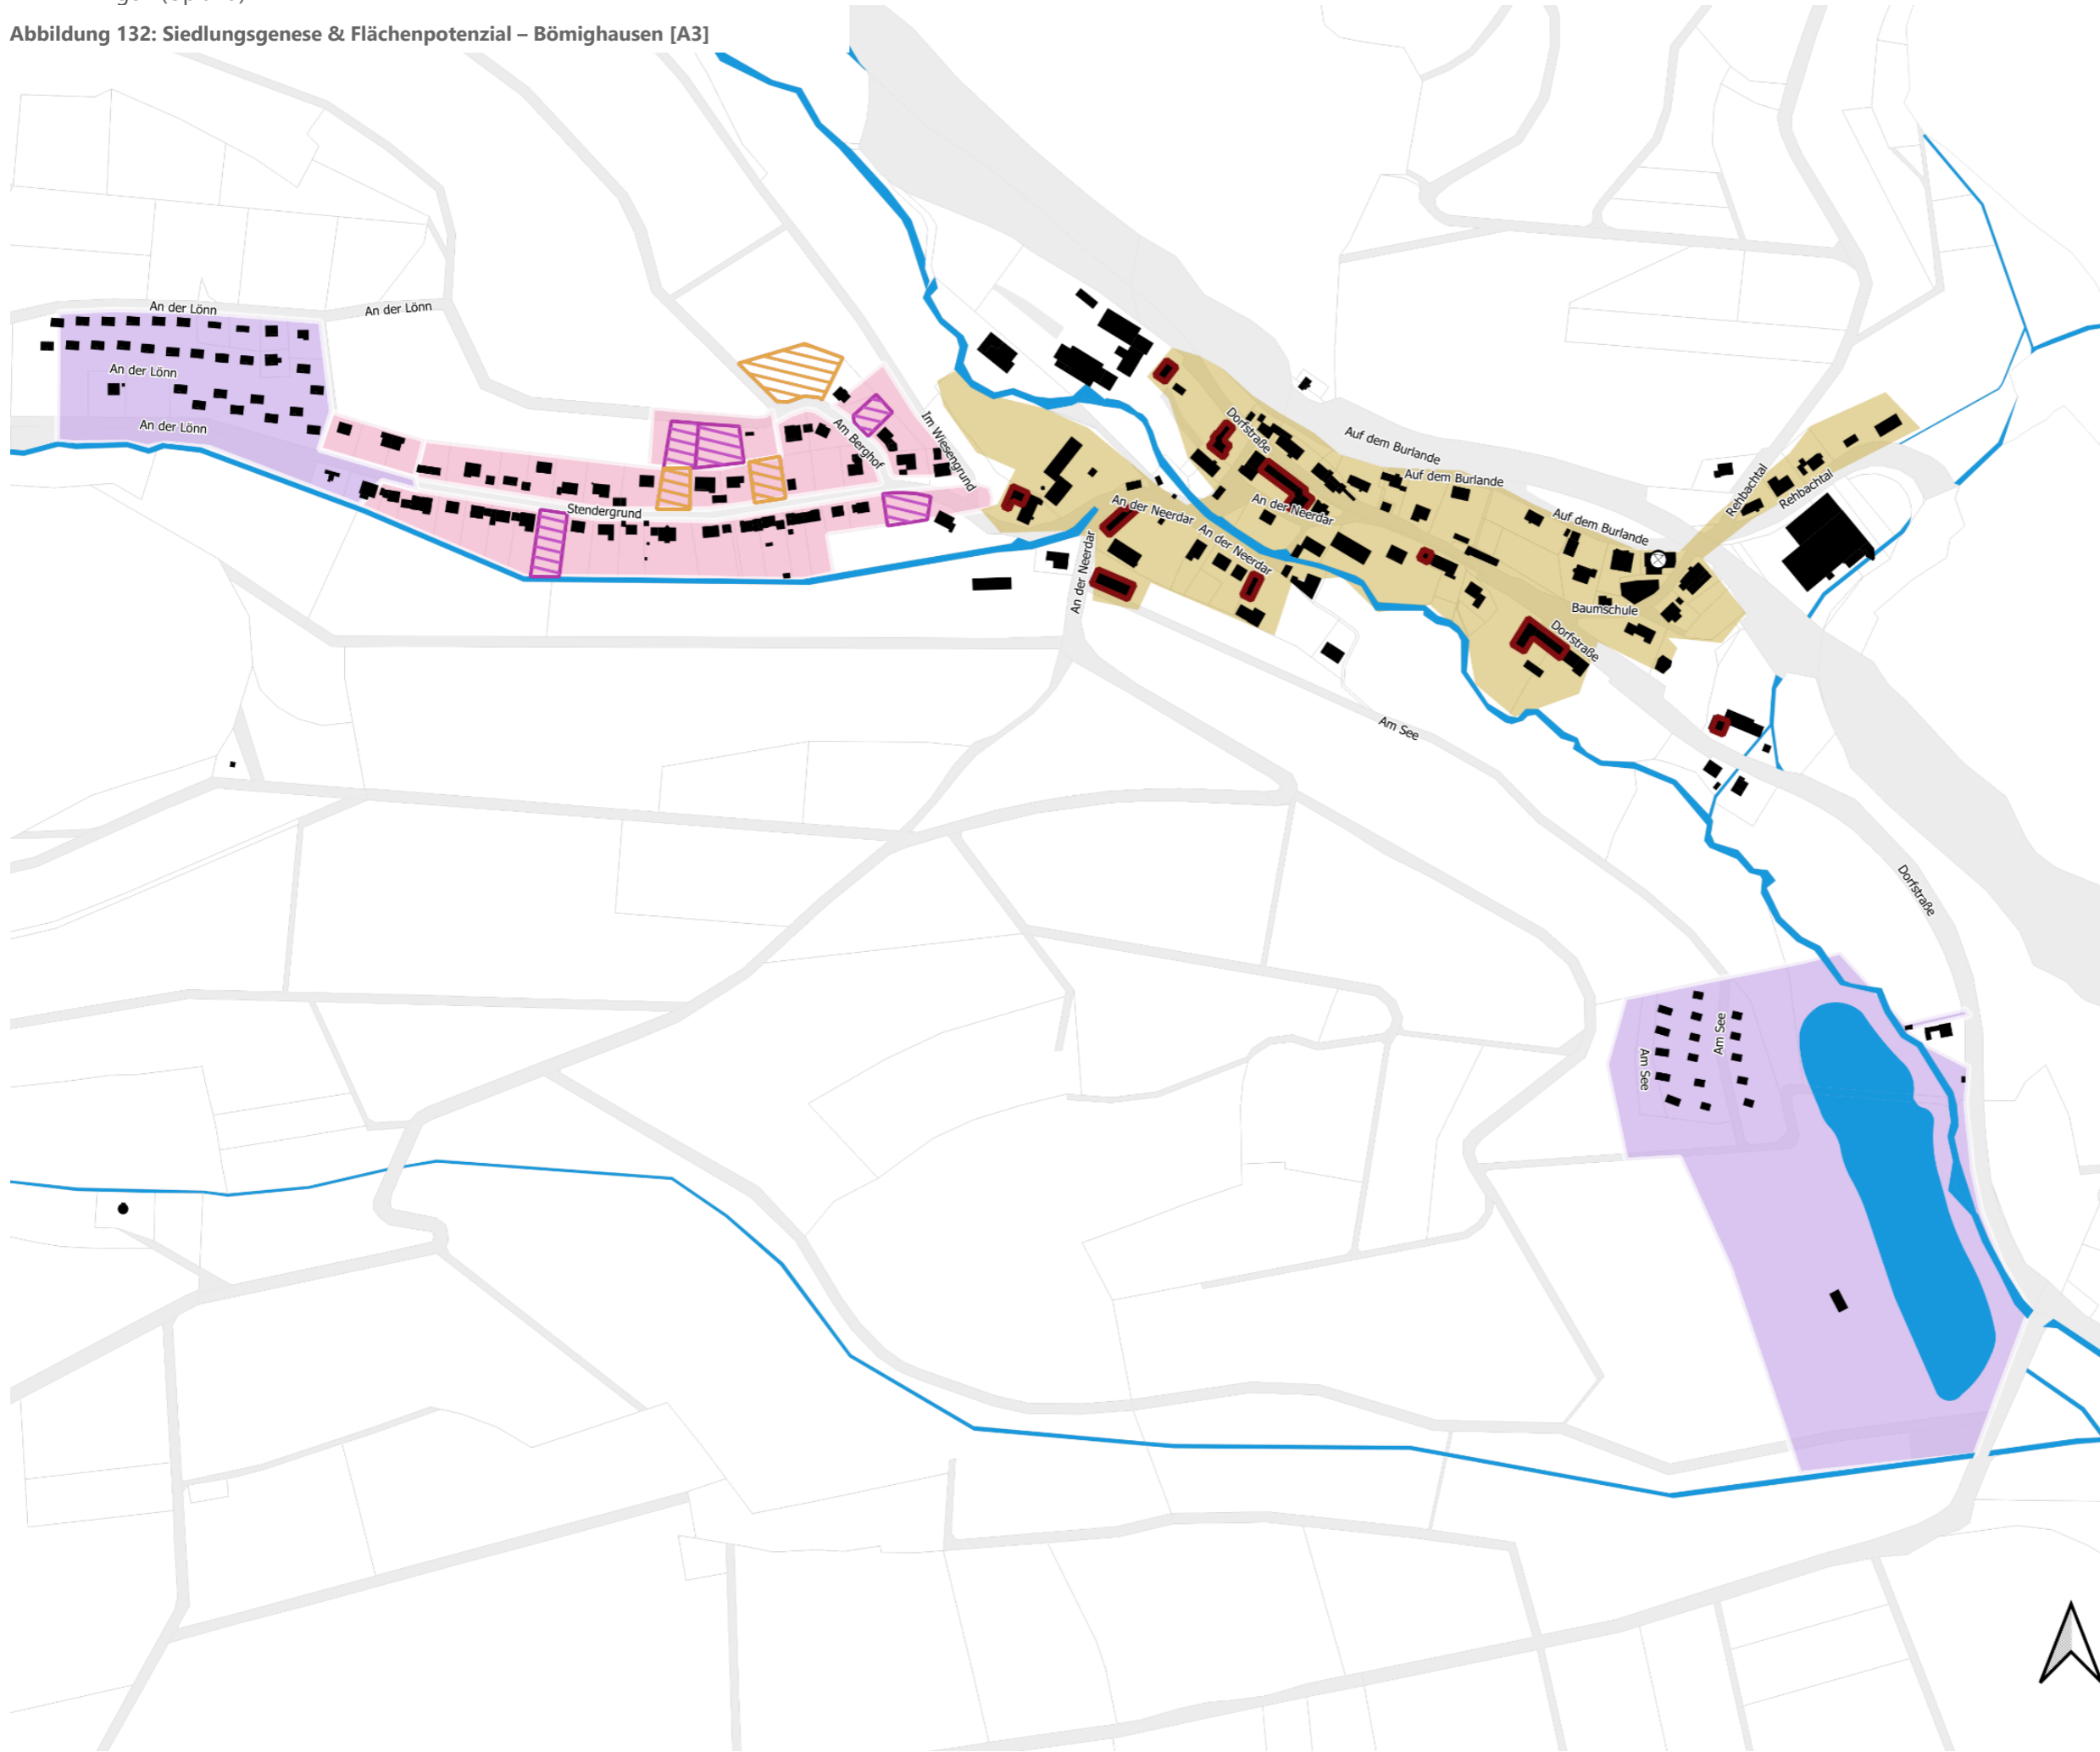 Abbildung 132: Siedlungsgenese & Flächenpotenzial – Bömighausen [A3]
An der Lönn
An der Lönn
An der Lönn
An der Lönn
Stendergrund
Am Berghof
Im Wiesengrund
Dorfstraße
Auf dem Burlande
Auf dem Burlande
Auf dem Burlande
Rehbachtal
Rehbachtal
An der Neerdar
An der Neerdar
An der Neerdar
An der Neerdar
Baumschule
Dorfstraße
Am See
Dorfstraße
Am See
Am See